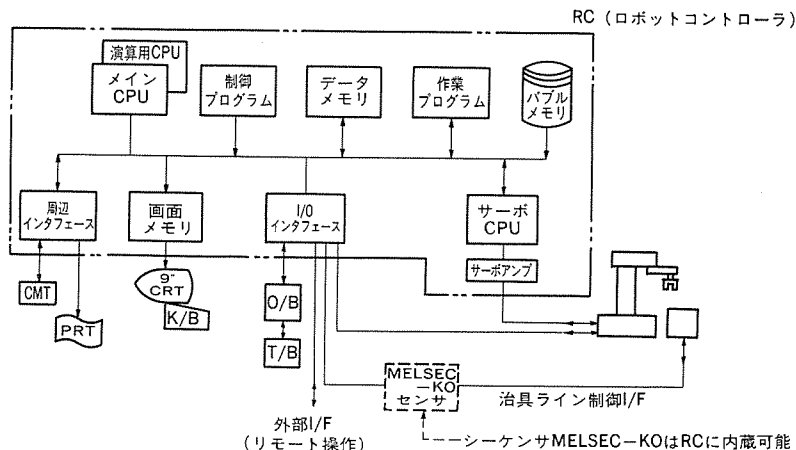 RC (ロボットコントローラ)
演算用CPU
メイン
CPU
制御
プログラム
データ
メモリ
作業
プログラム
バブル
メモリ
周辺
インタフェース
画面
メモリ
I/O
インタフェース
サーボ
CPU
サーボアンプ
CMT
PRT
9"
CRT
K/B
O/B
T/B
MELSEC
-KO
センサ
治具ライン制御I/F
外部I/F
(リモート操作)
シーケンサMELSEC-KOはRCに内蔵可能